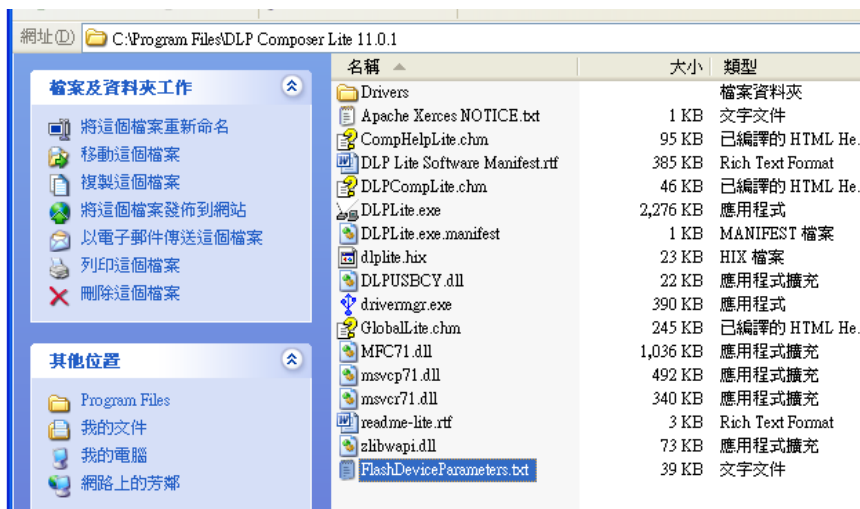 網址(D) C:\Program Files\DLP Composer Lite 11.0.1
檔案及資料夾工作
將這個檔案重新命名
移動這個檔案
複製這個檔案
將這個檔案發佈到網站
以電子郵件傳送這個檔案
列印這個檔案
刪除這個檔案
其他位置
Program Files
我的文件
我的電腦
網路上的芳鄰
名稱 大小 類型
Drivers 檔案資料夾
Apache Xerces NOTICE.txt 1 KB 文字文件
CompHelpLite.chm 95 KB 已編譯的 HTML He.
DLP Lite Software Manifest.rtf 385 KB Rich Text Format
DLPCompLite.chm 46 KB 已編譯的 HTML He.
DLPLite.exe 2,276 KB 應用程式
DLPLite.exe.manifest 1 KB MANIFEST 檔案
dlplite.hix 23 KB HIX 檔案
DLPUSBCY.dll 22 KB 應用程式擴充
drivermgr.exe 390 KB 應用程式
GlobalLite.chm 245 KB 已編譯的 HTML He.
MFC71.dll 1,036 KB 應用程式擴充
msvcp71.dll 492 KB 應用程式擴充
msvcr71.dll 340 KB 應用程式擴充
readme-lite.rtf 3 KB Rich Text Format
zlibwapi.dll 73 KB 應用程式擴充
FlashDeviceParameters.txt 39 KB 文字文件